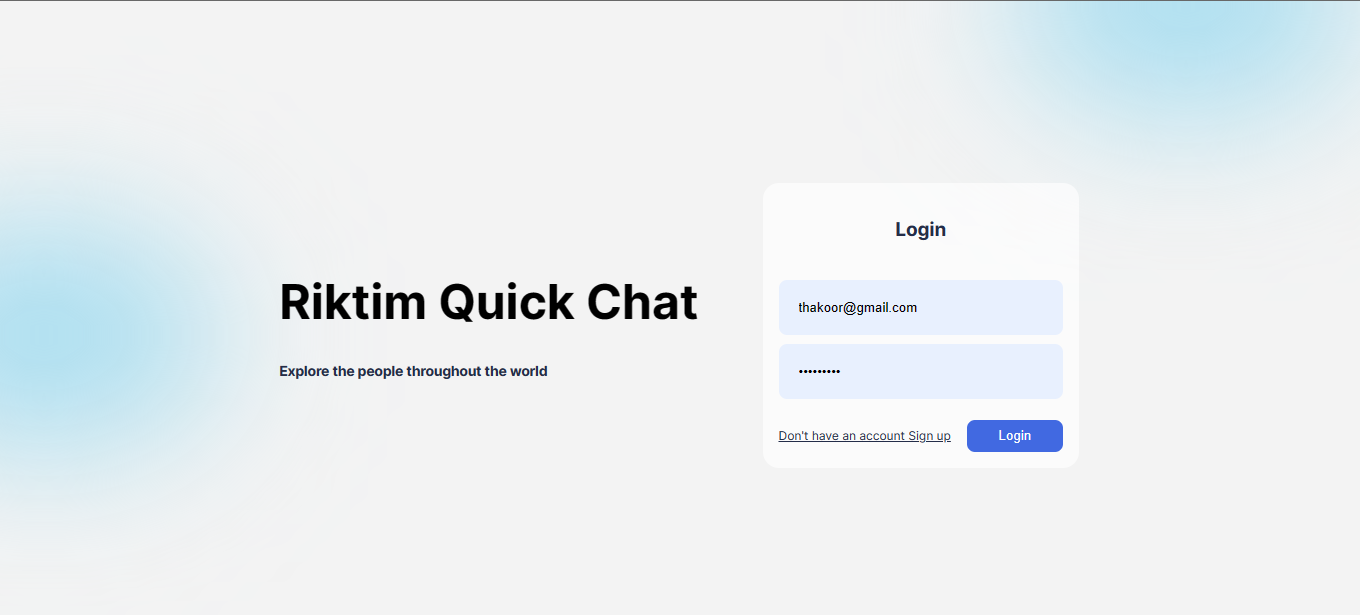 Login
Riktim Quick Chat
Explore the people throughout the world
thakoor@gmail.com
•••••••••
Don't have an account Sign up
Login